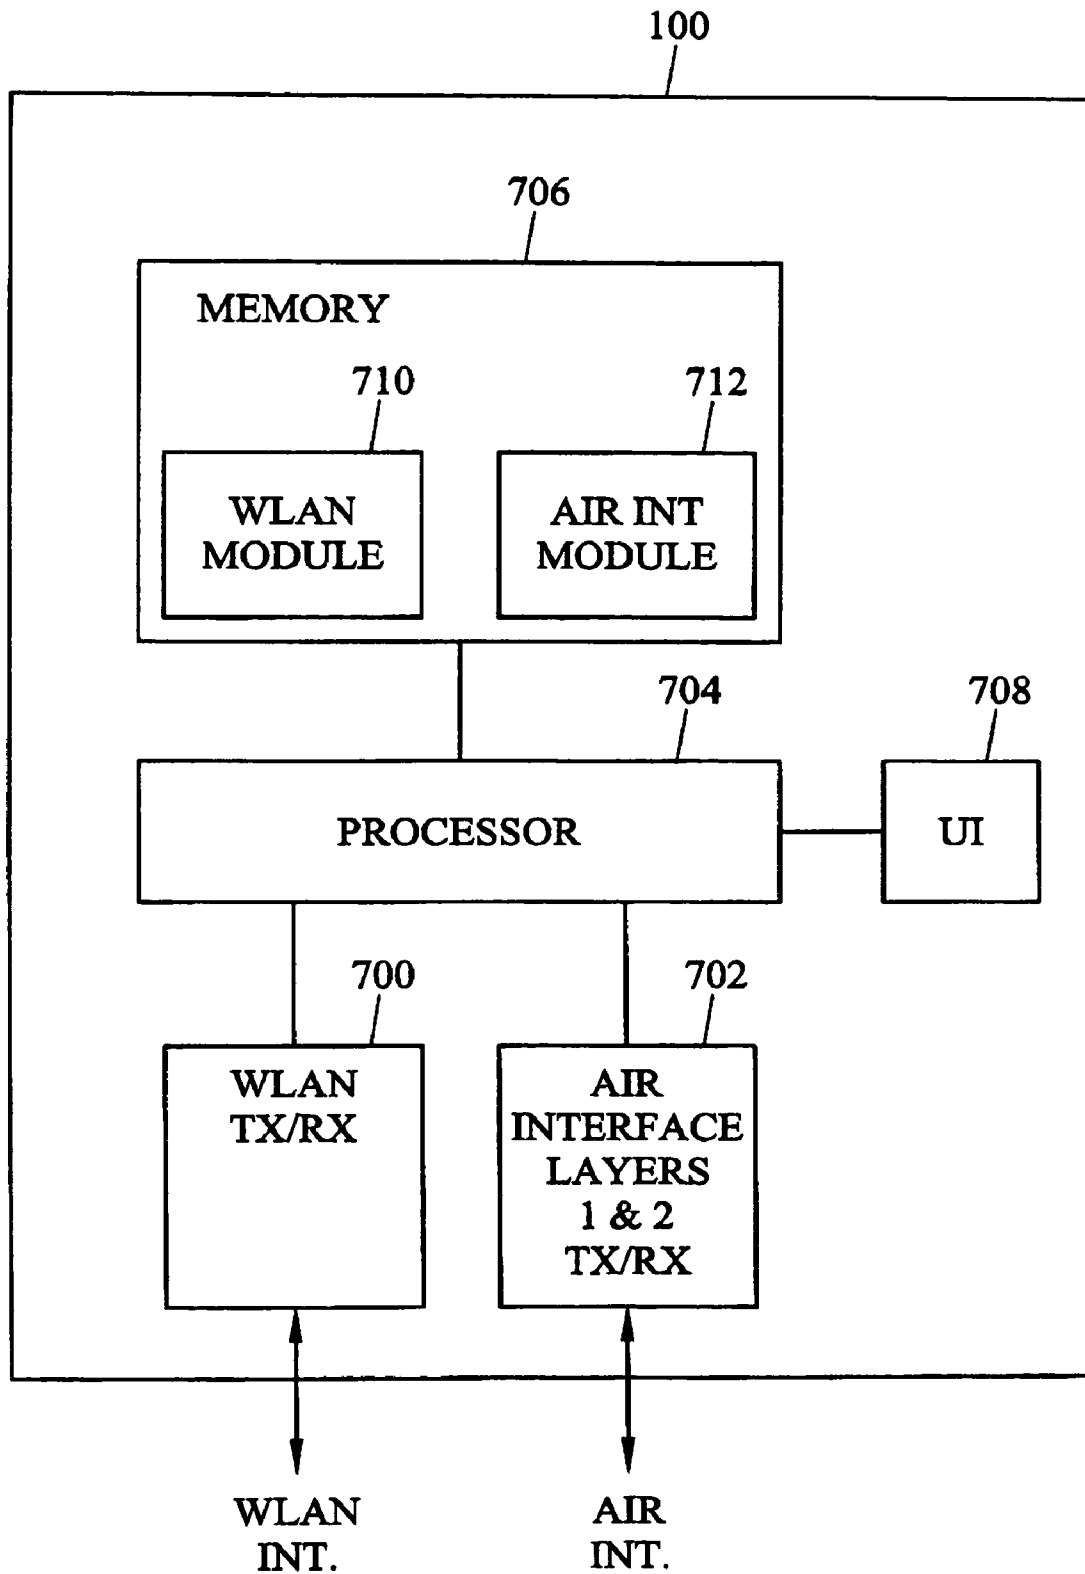 100
706
MEMORY
710
712
WLAN
MODULE
AIR INT
MODULE
704
708
PROCESSOR
UI
700
702
WLAN
TX/RX
AIR
INTERFACE
LAYERS
1 & 2
TX/RX
WLAN
INT.
AIR
INT.